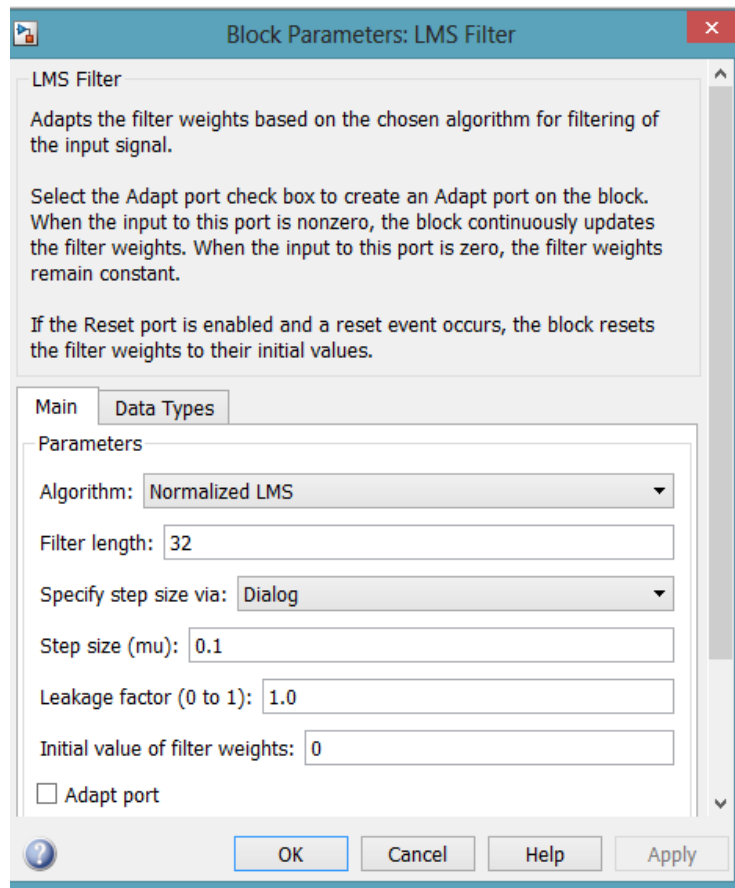 Block Parameters: LMS Filter
LMS Filter
Adapts the filter weights based on the chosen algorithm for filtering of
the input signal.
Select the Adapt port check box to create an Adapt port on the block.
When the input to this port is nonzero, the block continuously updates
the filter weights. When the input to this port is zero, the filter weights
remain constant.
If the Reset port is enabled and a reset event occurs, the block resets
the filter weights to their initial values.
Main Data Types
Parameters
Algorithm: Normalized LMS
Filter length: 32
Specify step size via: Dialog
Step size (mu): 0.1
Leakage factor (0 to 1): 1.0
Initial value of filter weights: 0
Adapt port
? OK Cancel Help Apply